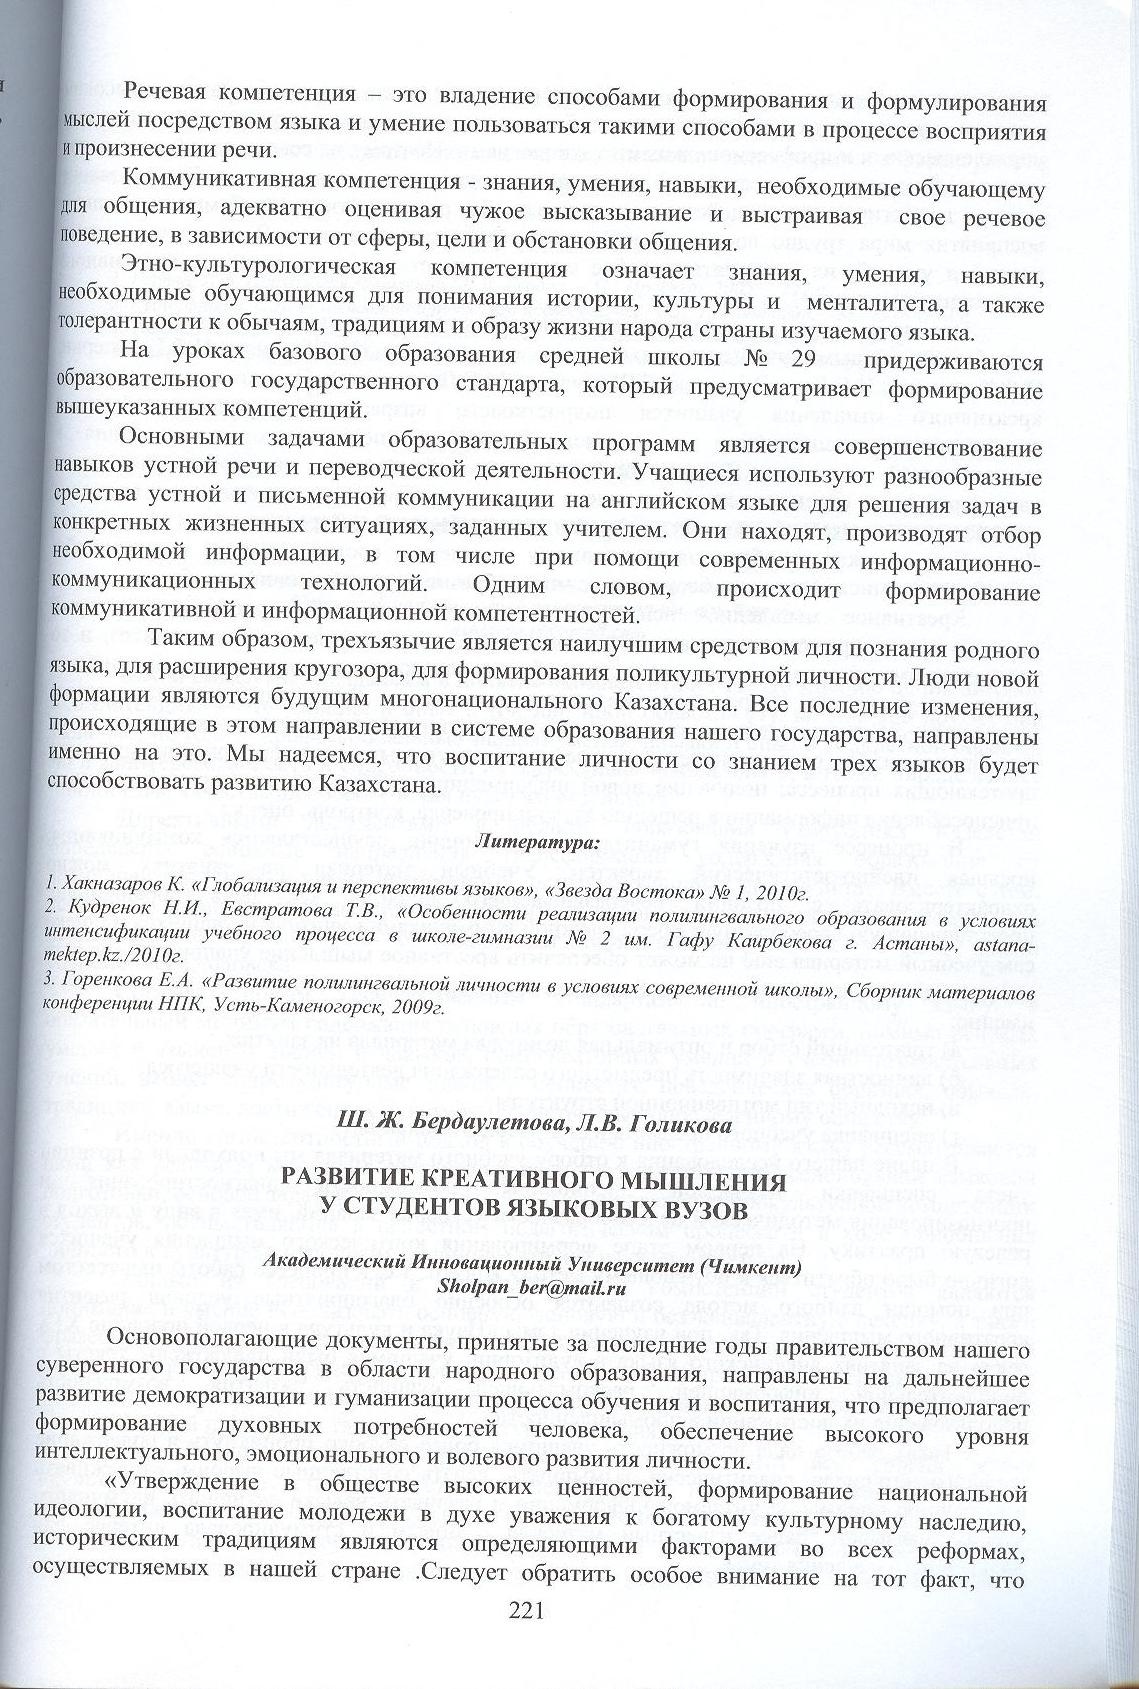 Речевая компетенция – это владение способами формирования и формулирования
мыслей посредством языка и умение пользоваться такими способами в процессе восприятия
и произнесении речи.
Коммуникативная компетенция - знания, умения, навыки, необходимые обучающему
для общения, адекватно оценивая чужое высказывание и выстраивая свое речевое
поведение, в зависимости от сферы, цели и обстановки общения.
Этно-культурологическая компетенция означает знания, умения, навыки,
необходимые обучающимся для понимания истории, культуры и менталитета, а также
толерантности к обычаям, традициям и образу жизни народа страны изучаемого языка.
На уроках базового образования средней школы № 29 придерживаются
образовательного государственного стандарта, который предусматривает формирование
вышеуказанных компетенций.
Основными задачами образовательных программ является совершенствование
навыков устной речи и переводческой деятельности. Учащиеся используют разнообразные
средства устной и письменной коммуникации на английском языке для решения задач в
конкретных жизненных ситуациях, заданных учителем. Они находят, производят отбор
необходимой информации, в том числе при помощи современных информационно-
коммуникационных технологий. Одним словом, происходит формирование
коммуникативной и информационной компетентностей.
Таким образом, трехъязычие является наилучшим средством для познания родного
языка, для расширения кругозора, для формирования поликультурной личности. Люди новой
формации являются будущим многонационального Казахстана. Все последние изменения,
происходящие в этом направлении в системе образования нашего государства, направлены
именно на это. Мы надеемся, что воспитание личности со знанием трех языков будет
способствовать развитию Казахстана.
Литература:
1. Хакназаров К. «Глобализация и перспективы языков», «Звезда Востока» № 1, 2010г.
2. Кудренок Н.И., Евстратова Т.В., «Особенности реализации полилингвального образования в условиях
интенсификации учебного процесса в школе-гимназии № 2 им. Гафу Каирбекова г. Астаны», astana-
mektep.kz./2010г.
3. Горенкова Е.А. «Развитие полилингвальной личности в условиях современной школы», Сборник материалов
конференции НПК, Усть-Каменогорск, 2009г.
Ш. Ж. Бердаулетова, Л.В. Голикова
РАЗВИТИЕ КРЕАТИВНОГО МЫШЛЕНИЯ
У СТУДЕНТОВ ЯЗЫКОВЫХ ВУЗОВ
Академический Инновационный Университет (Чимкент)
Sholpan_ber@mail.ru
Основополагающие документы, принятые за последние годы правительством нашего
суверенного государства в области народного образования, направлены на дальнейшее
развитие демократизации и гуманизации процесса обучения и воспитания, что предполагает
формирование духовных потребностей человека, обеспечение высокого уровня
интеллектуального, эмоционального и волевого развития личности.
«Утверждение в обществе высоких ценностей, формирование национальной
идеологии, воспитание молодежи в духе уважения к богатому культурному наследию,
историческим традициям являются определяющими факторами во всех реформах,
осуществляемых в нашей стране .Следует обратить особое внимание на тот факт, что
221